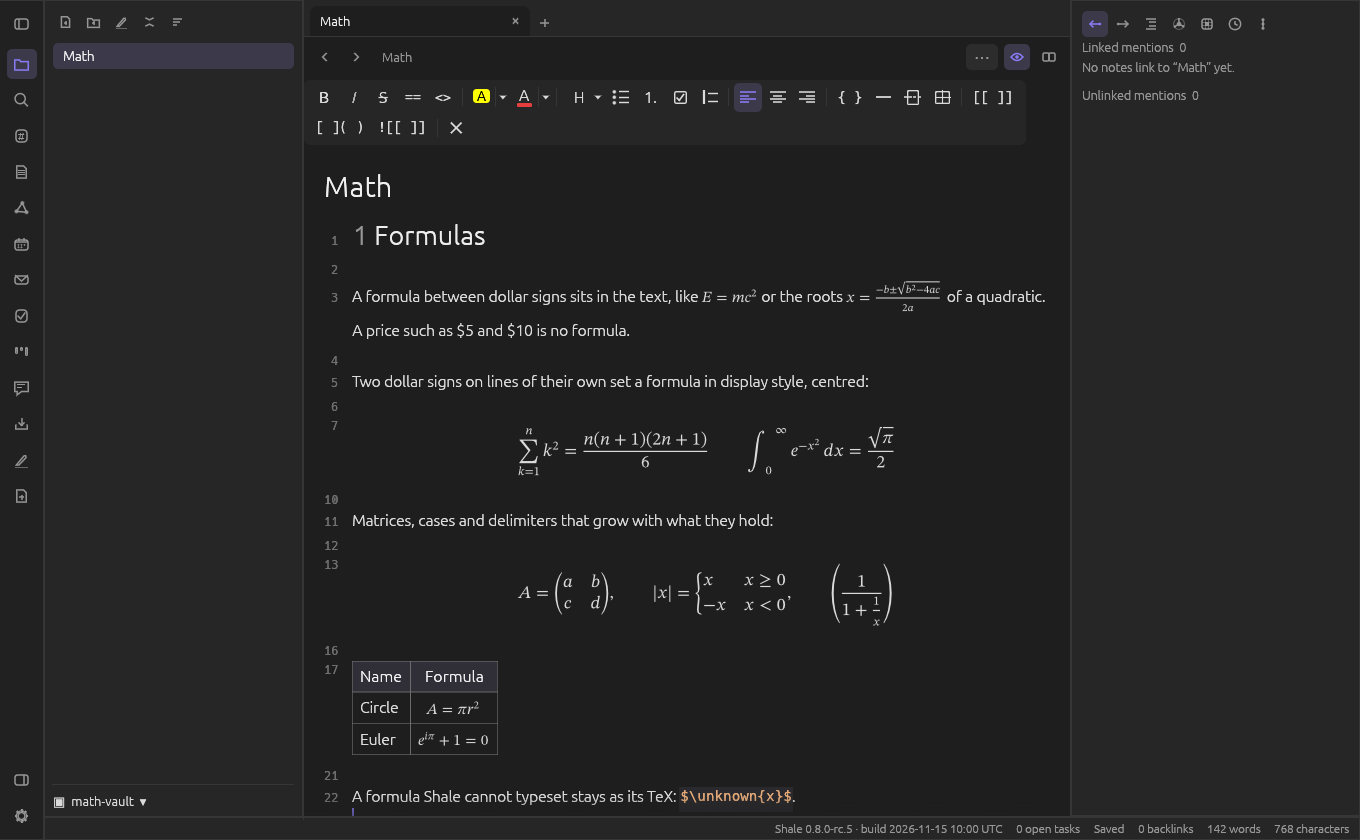 Math
Math ×
Math
B I S == <> A A H 1. { } [[ ]]
[ ]( ) ![[ ]]
Math
1 1 Formulas
2
3 A formula between dollar signs sits in the text, like E = mc² or the roots x = (−b±√(b²−4ac))/(2a) of a quadratic.
A price such as $5 and $10 is no formula.
4
5 Two dollar signs on lines of their own set a formula in display style, centred:
6
7 ∑_{k=1}^{n} k² = n(n + 1)(2n + 1)/6 ∫_0^∞ e^{−x²} dx = √π/2
10
11 Matrices, cases and delimiters that grow with what they hold:
12
13 A = (a b; c d), |x| = { x x ≥ 0; −x x < 0, (1/(1 + 1/x))
16
17 Name Formula
Circle A = πr²
Euler e^{iπ} + 1 = 0
21
22 A formula Shale cannot typeset stays as its TeX: $\unknown{x}$.
Linked mentions 0
No notes link to “Math” yet.
Unlinked mentions 0
math-vault ▼
Shale 0.8.0-rc.5 · build 2026-11-15 10:00 UTC 0 open tasks Saved 0 backlinks 142 words 768 characters